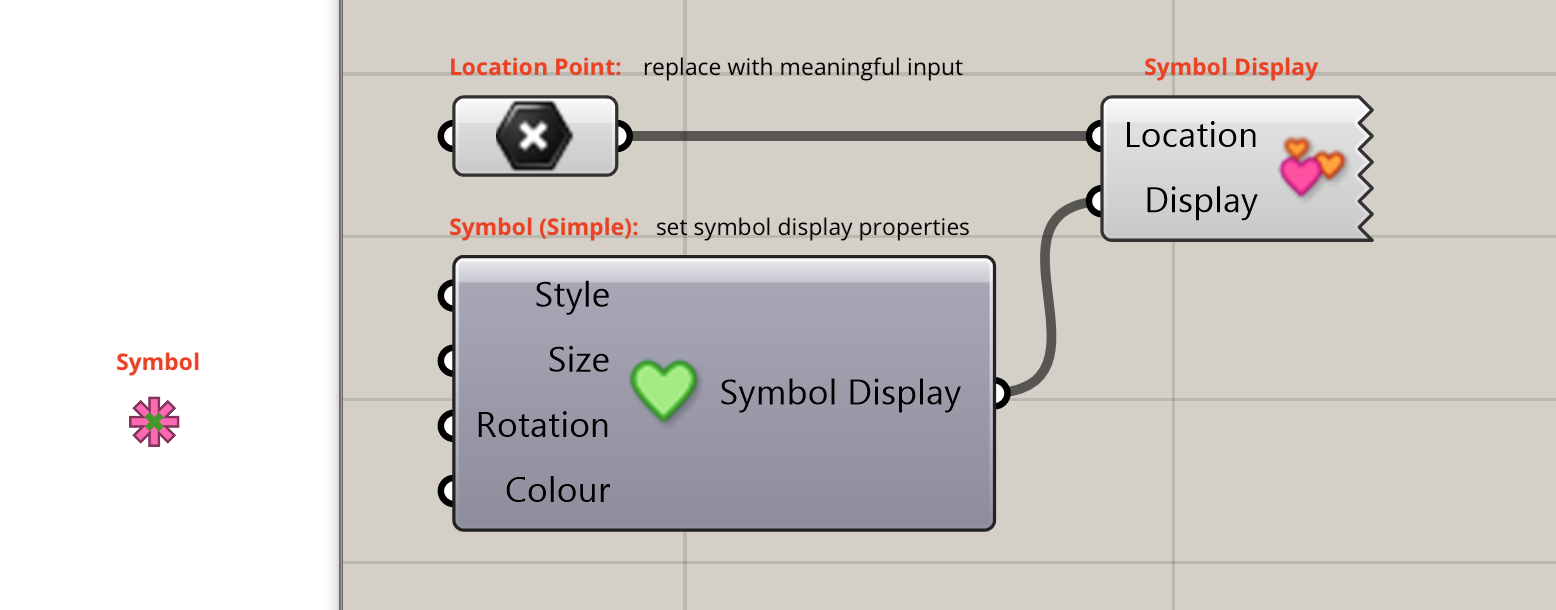 Location Point: replace with meaningful input
Symbol Display
Location
Display
Symbol (Simple): set symbol display properties
Style
Size
Rotation
Colour
Symbol Display
Symbol